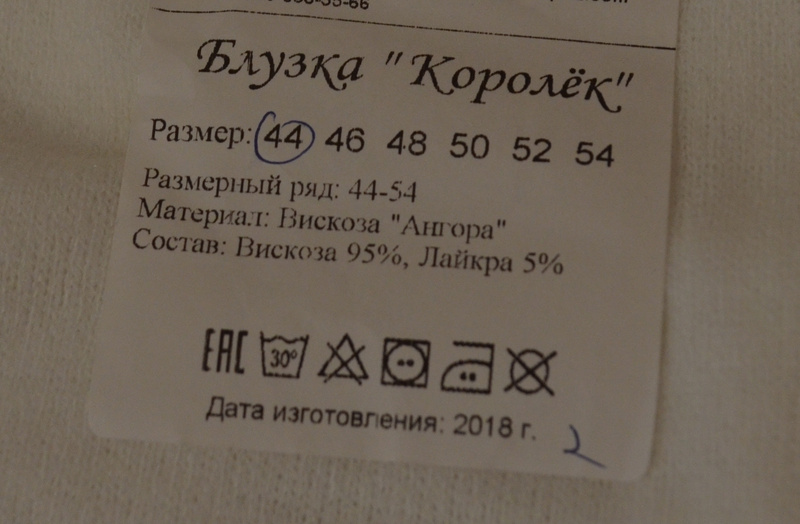 Блузка "Королёк"
Размер: 44 46 48 50 52 54
Размерный ряд: 44-54
Материал: Вискоза "Ангора"
Состав: Вискоза 95%, Лайкра 5%
EAC 30°
Дата изготовления: 2018 г. 2